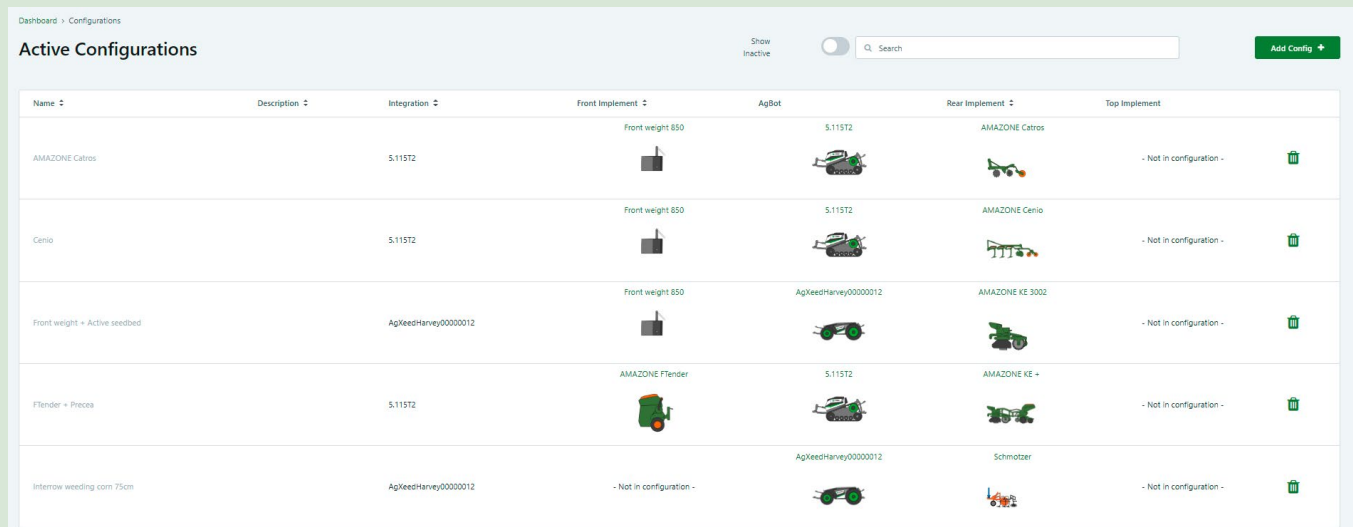 Dashboard > Configurations
Active Configurations
Show
Inactive
Search
Add Config +
Name Description Integration Front Implement AgBot Rear Implement Top Implement
Front weight 850 5.115T2 AMAZONE Catros
AMAZONE Catros 5.115T2 - Not in configuration -
Front weight 850 5.115T2 AMAZONE Cenio
Cenio 5.115T2 - Not in configuration -
Front weight 850 AgXeedHarvey00000012 AMAZONE KE 3002
Front weight + Active seedbed AgXeedHarvey00000012 - Not in configuration -
AMAZONE FTender 5.115T2 AMAZONE KE +
FTender + Precea 5.115T2 - Not in configuration -
AgXeedHarvey00000012 Schmotzer
Interrow weeding corn 75cm AgXeedHarvey00000012 - Not in configuration - - Not in configuration -